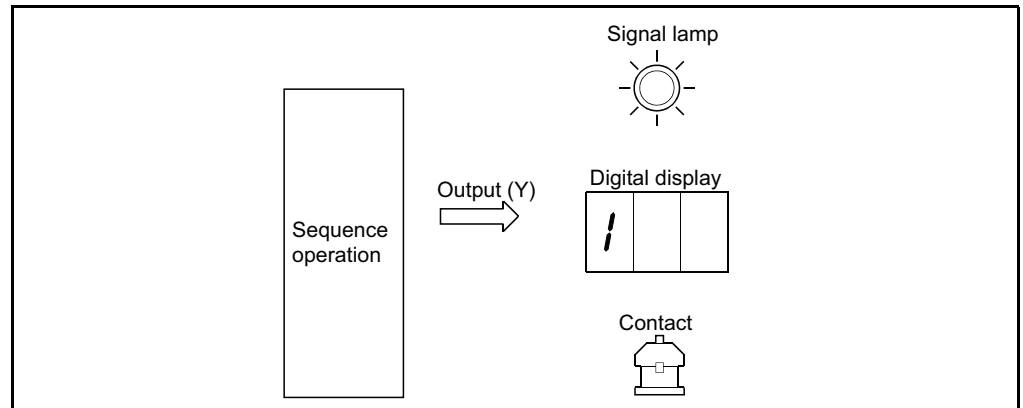 Signal lamp
Output (Y)
Digital display
1
Sequence
operation
Contact